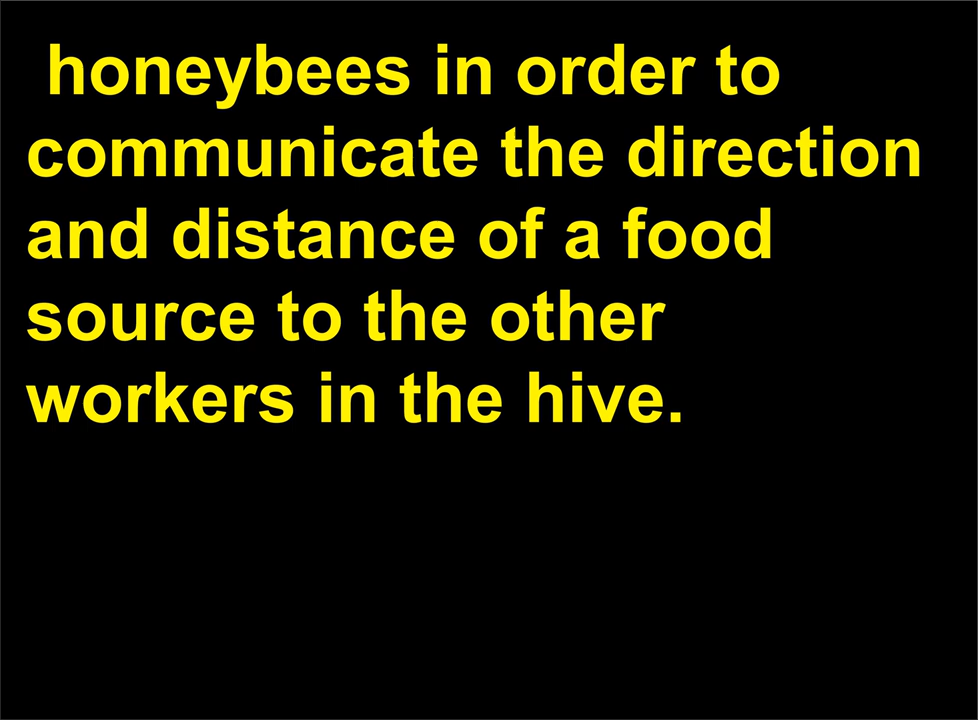 honeybees in order to
communicate the direction
and distance of a food
source to the other
workers in the hive.